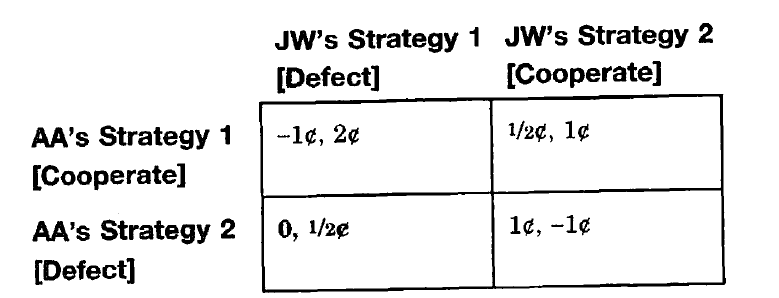 JW's Strategy 1 JW's Strategy 2
[Defect] [Cooperate]
AA's Strategy 1 -1¢, 2¢ 1/2¢, 1¢
[Cooperate]
AA's Strategy 2 0, 1/2¢ 1¢, -1¢
[Defect]